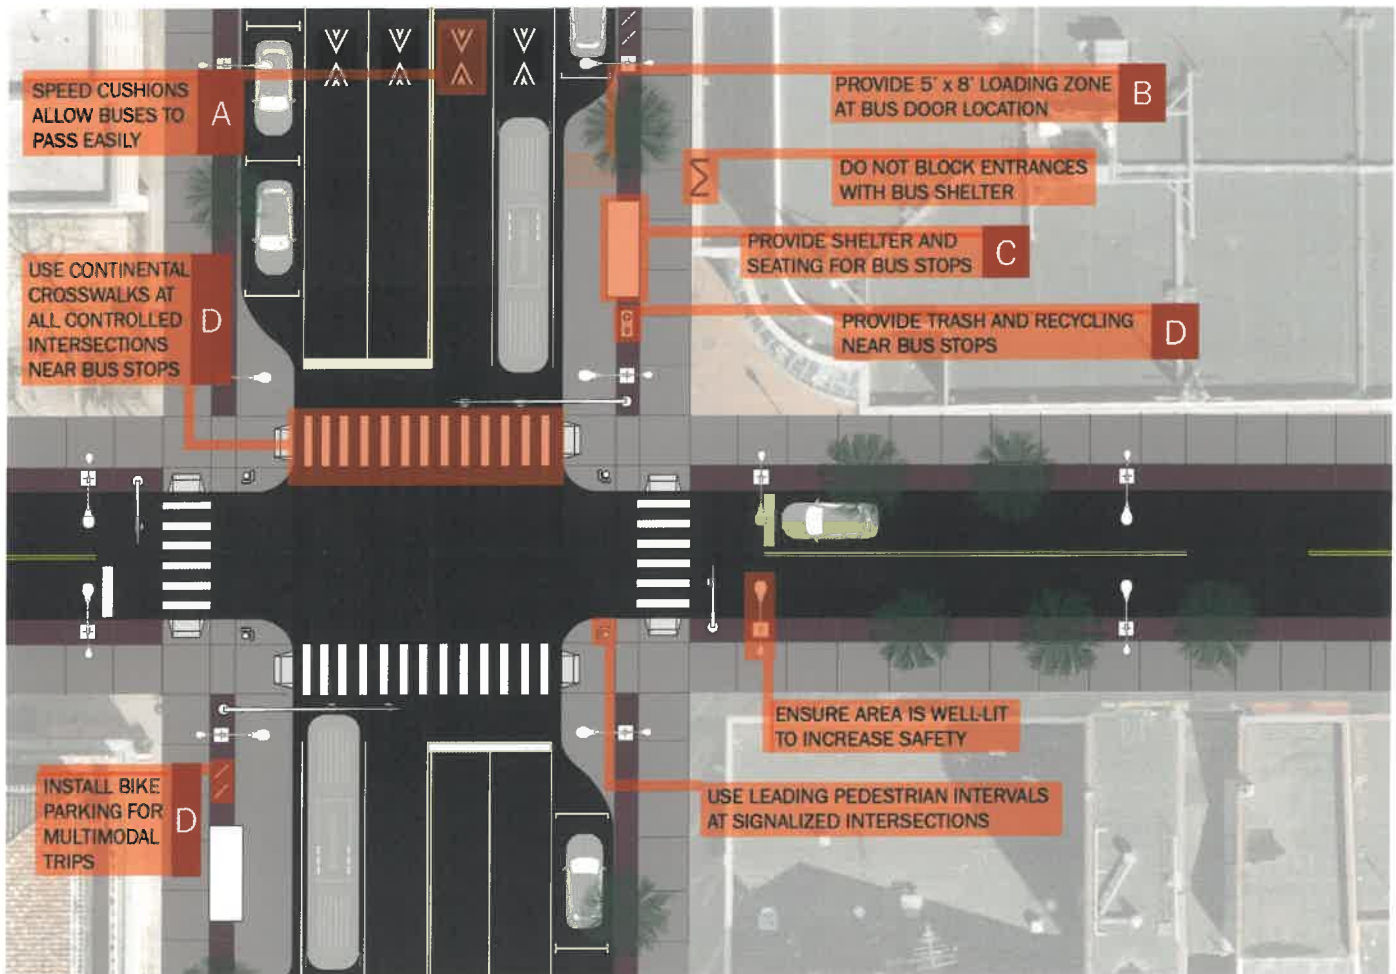 SPEED CUSHIONS
ALLOW BUSES TO
PASS EASILY
A
PROVIDE 5' x 8' LOADING ZONE
AT BUS DOOR LOCATION
B
DO NOT BLOCK ENTRANCES
WITH BUS SHELTER
PROVIDE SHELTER AND
SEATING FOR BUS STOPS
C
USE CONTINENTAL
CROSSWALKS AT
ALL CONTROLLED
INTERSECTIONS
NEAR BUS STOPS
D
PROVIDE TRASH AND RECYCLING
NEAR BUS STOPS
D
ENSURE AREA IS WELL-LIT
TO INCREASE SAFETY
INSTALL BIKE
PARKING FOR
MULTIMODAL
TRIPS
D
USE LEADING PEDESTRIAN INTERVALS
AT SIGNALIZED INTERSECTIONS